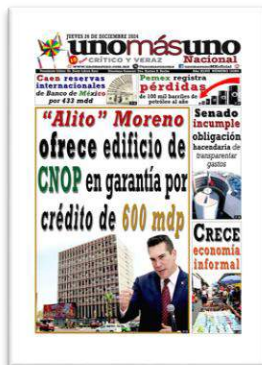 JUEVES 26 DE DICIEMBRE 2024
unomásuno
CRÍTICO Y VERAZ
Nacional
Caen reservas
internacionales
de Banco de México
por 433 mdd
Pemex registra
pérdidas
de 100 mil barriles de
petróleo al año
Senado
incumple
obligación
hacendaria de
transparentar
gastos
"Alito" Moreno
ofrece edificio de
CNOP en garantía por
crédito de 600 mdp
CRECE
economía
informal